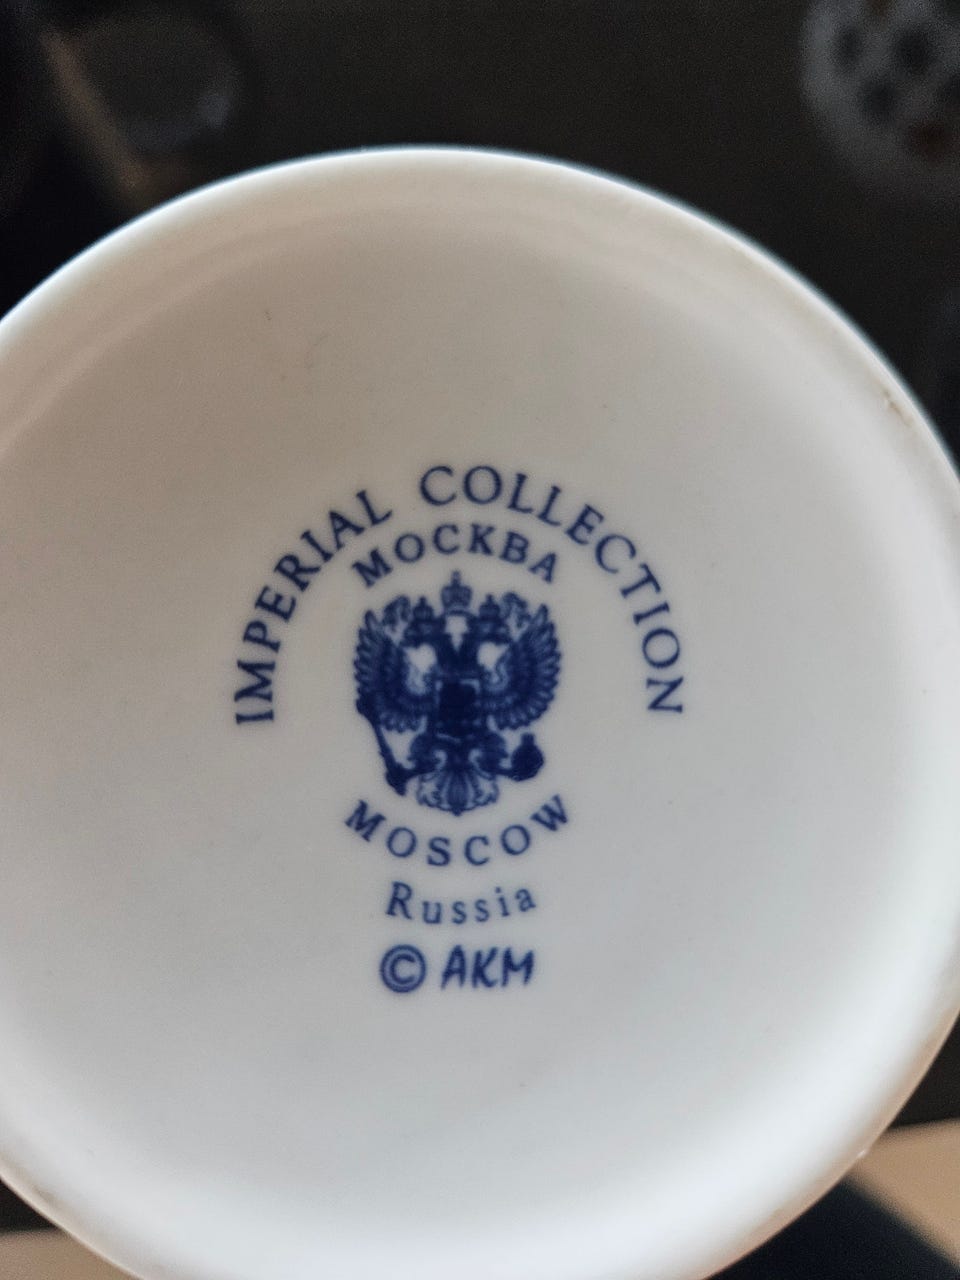 IMPERIAL COLLECTION
МОСКВА
MOSCOW
Russia
© AKM